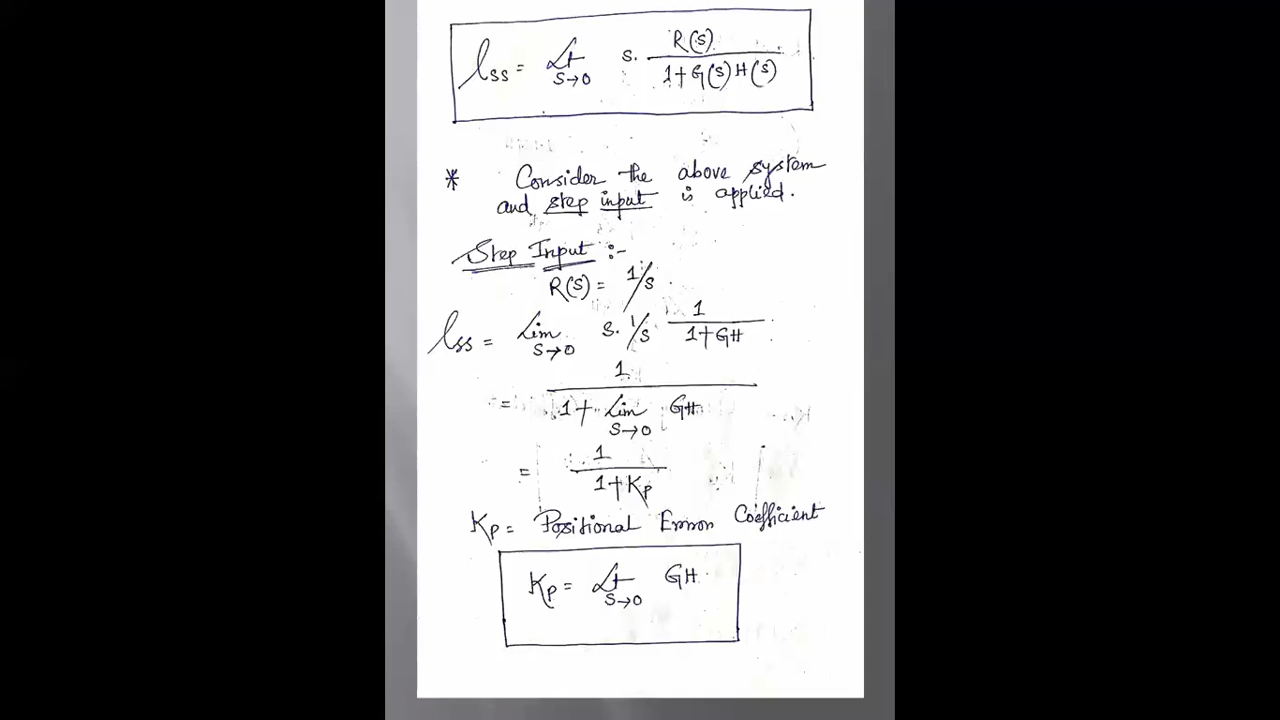 ess = Lt S→0 S. R(S) / 1+G(S)H(S)
* Consider the above system
and step input is applied.
Step Input :-
R(S) = 1/S
ess = Lim S→0 S. 1/S 1 / 1+GH
= 1 / 1+ Lim S→0 GH
= 1 / 1+Kp
Kp = Positional Error Coefficient
Kp = Lt S→0 GH